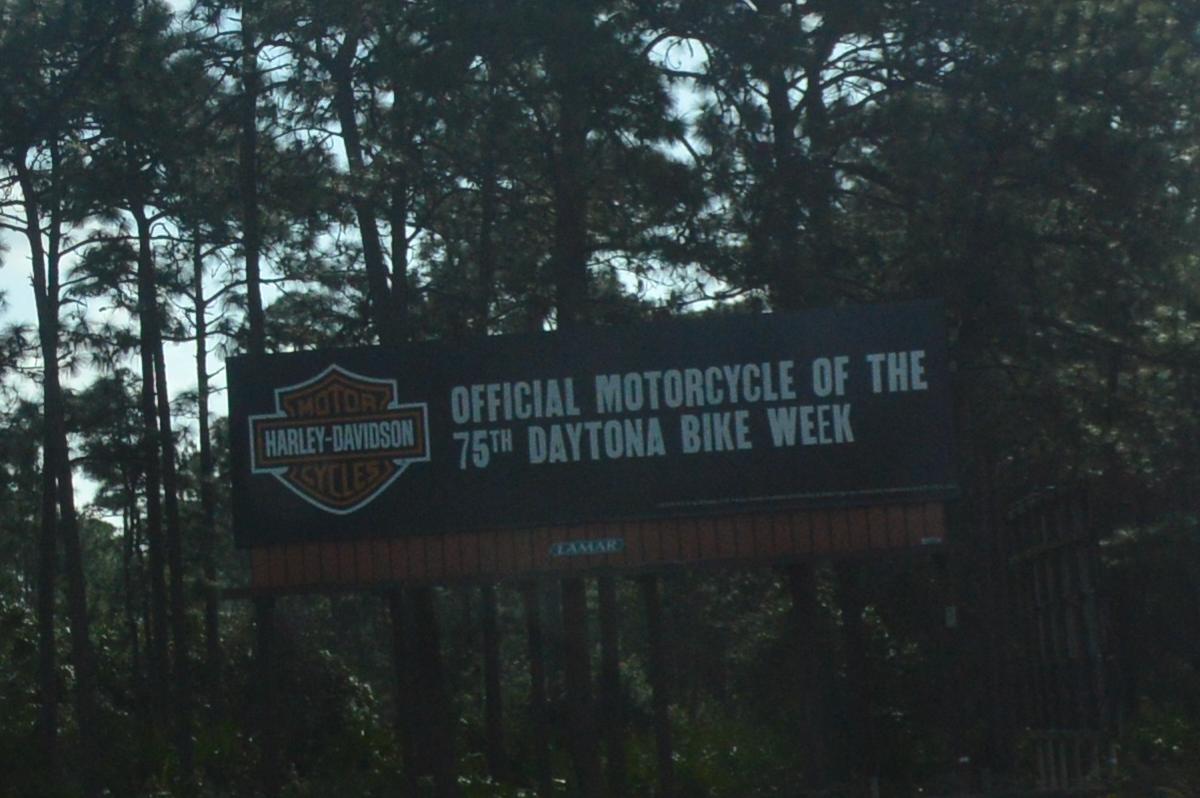 MOTOR
HARLEY-DAVIDSON
CYCLES
OFFICIAL MOTORCYCLE OF THE
75TH DAYTONA BIKE WEEK
LAMAR